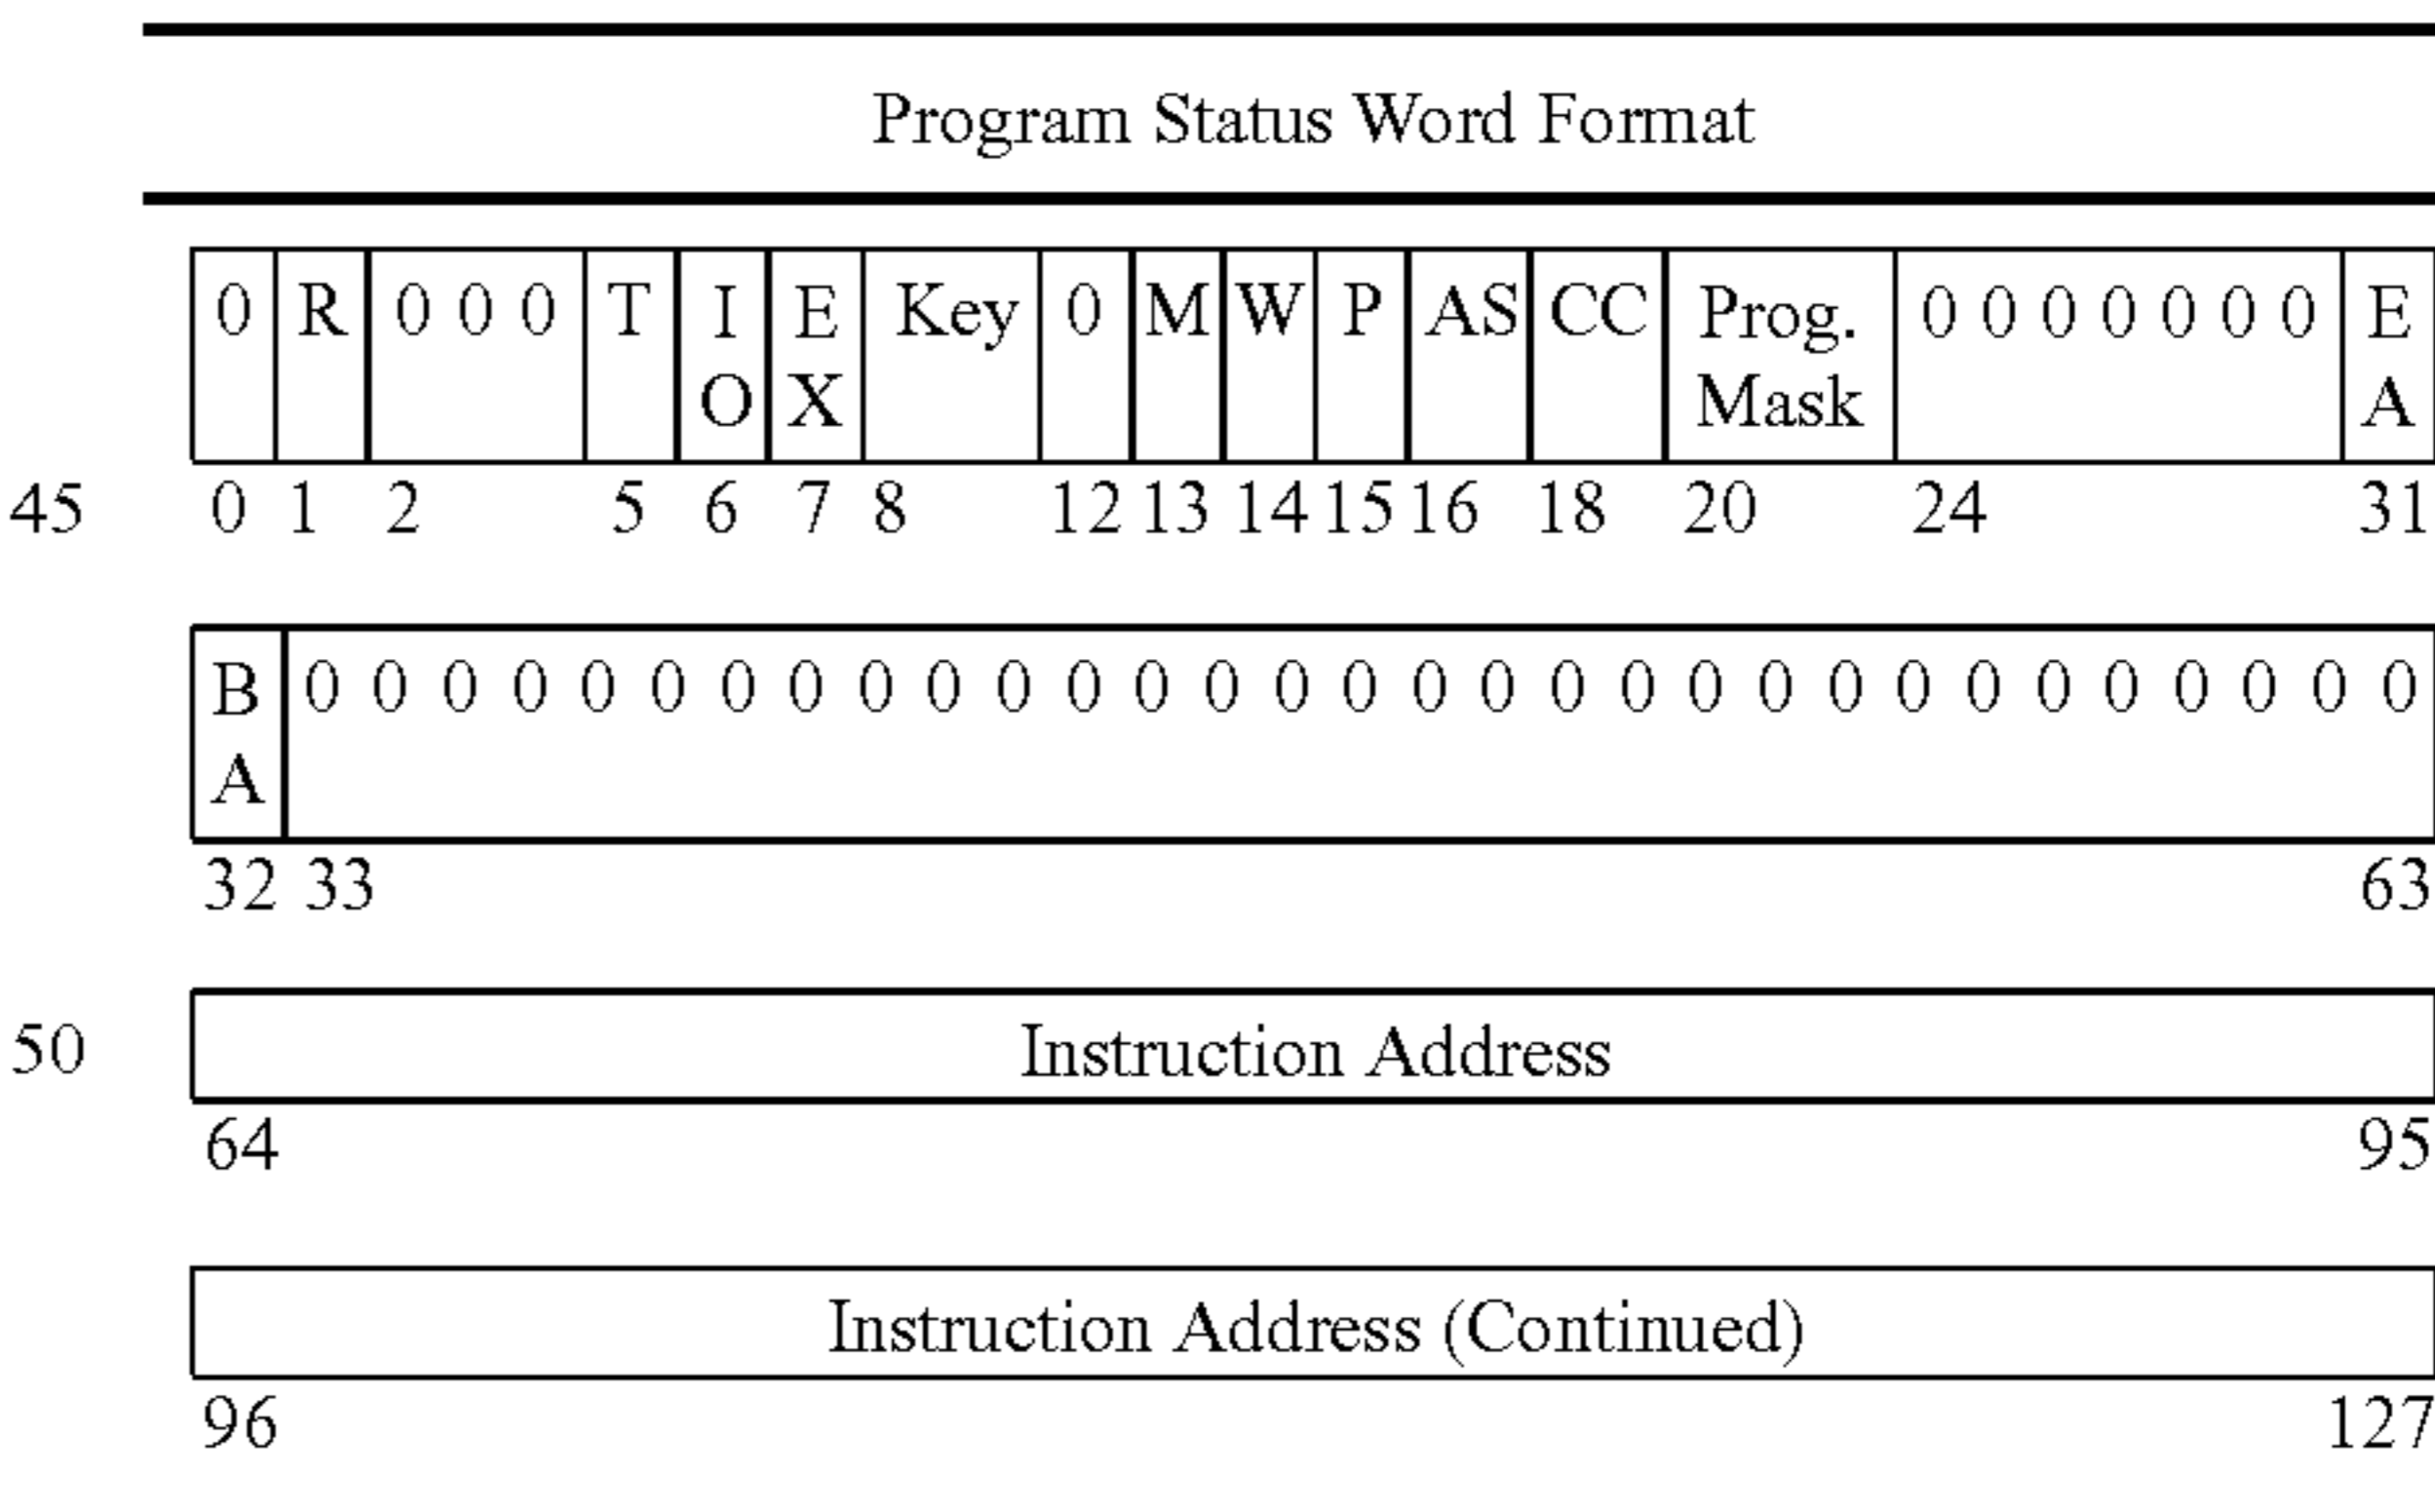 Program Status Word Format
0 R 0 0 0 T I E Key 0 M W P AS CC Prog. 0 0 0 0 0 0 0 E
O X Mask A
45 0 1 2 5 6 7 8 12 13 14 15 16 18 20 24 31
B 0 0 0 0 0 0 0 0 0 0 0 0 0 0 0 0 0 0 0 0 0 0 0 0 0 0 0 0 0 0 0
A
32 33 63
50 Instruction Address
64 95
Instruction Address (Continued)
96 127